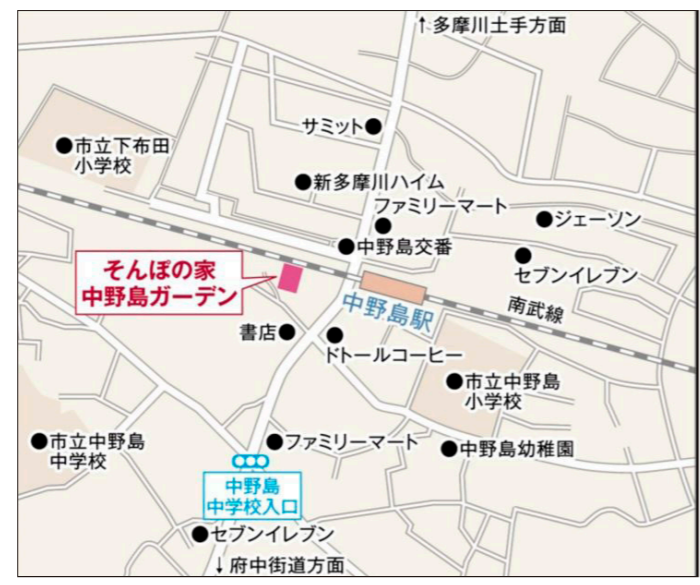 ↑多摩川土手方面
サミット
市立下布田
小学校
新多摩川ハイム
ファミリーマート
ジェーソン
中野島交番
セブンイレブン
そんぽの家
中野島ガーデン
中野島駅
南武線
書店
ドトールコーヒー
市立中野島
小学校
市立中野島
中学校
ファミリーマート
中野島幼稚園
中野島
中学校入口
セブンイレブン
↓府中街道方面